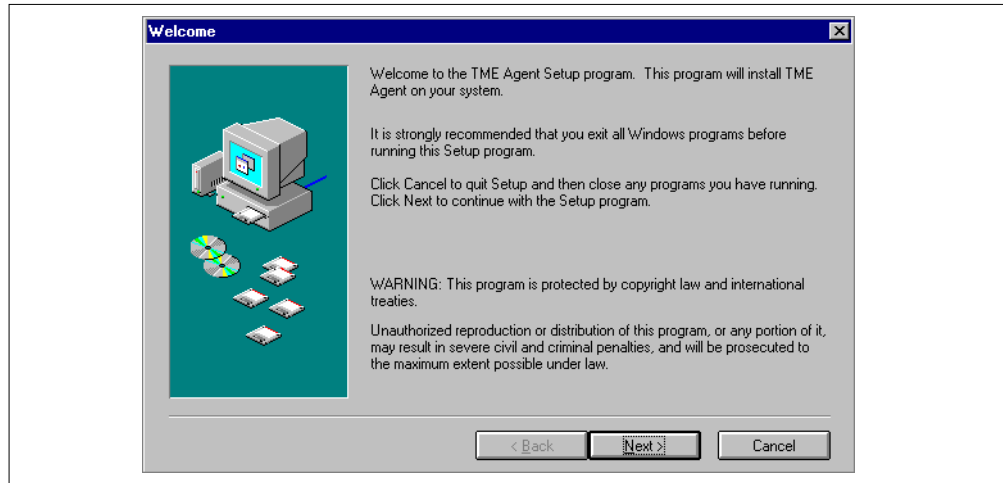 Welcome
Welcome to the TME Agent Setup program. This program will install TME
Agent on your system.
It is strongly recommended that you exit all Windows programs before
running this Setup program.
Click Cancel to quit Setup and then close any programs you have running.
Click Next to continue with the Setup program.
WARNING: This program is protected by copyright law and international
treaties.
Unauthorized reproduction or distribution of this program, or any portion of it,
may result in severe civil and criminal penalties, and will be prosecuted to
the maximum extent possible under law.
< Back
Next >
Cancel